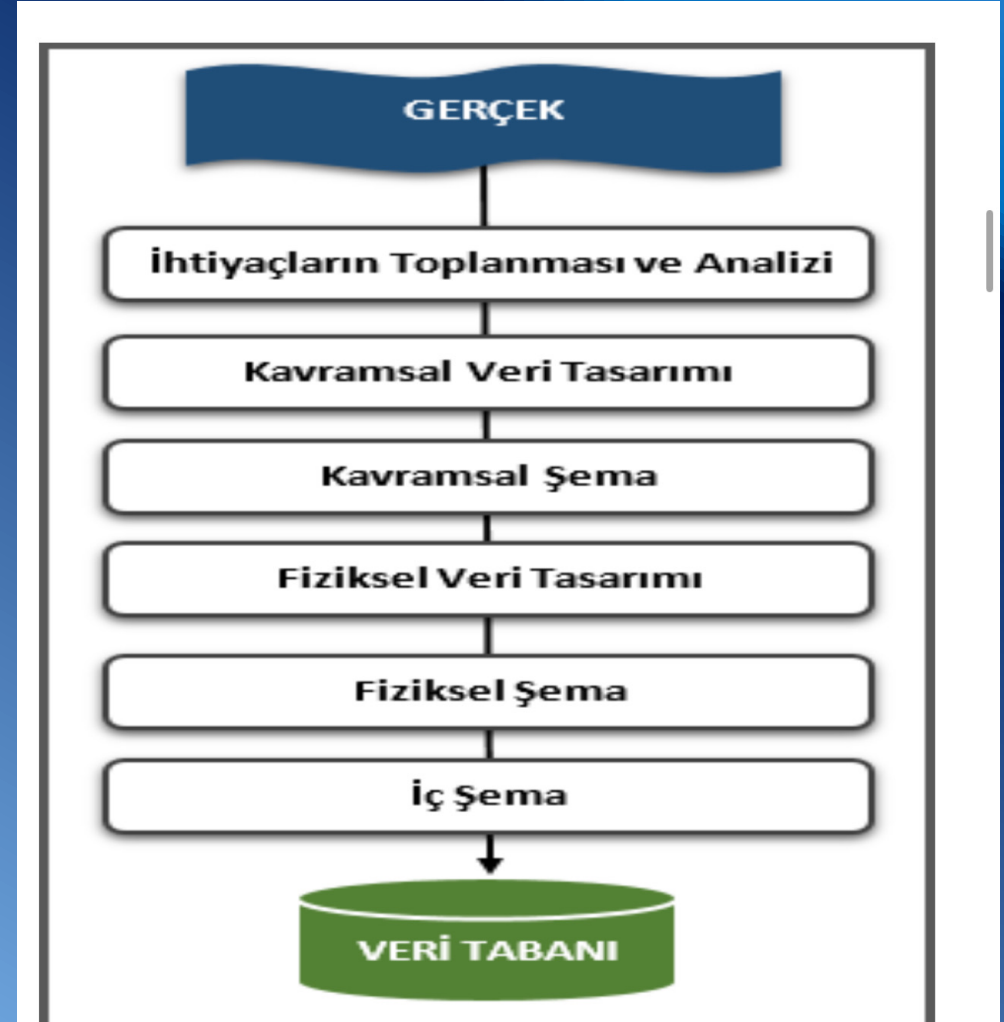 GERÇEK
İhtiyaçların Toplanması ve Analizi
Kavramsal Veri Tasarımı
Kavramsal Şema
Fiziksel Veri Tasarımı
Fiziksel Şema
İç Şema
VERİ TABANI